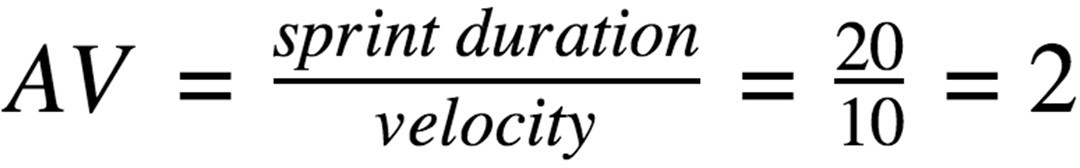 AV = sprint duration / velocity = 20 / 10 = 2